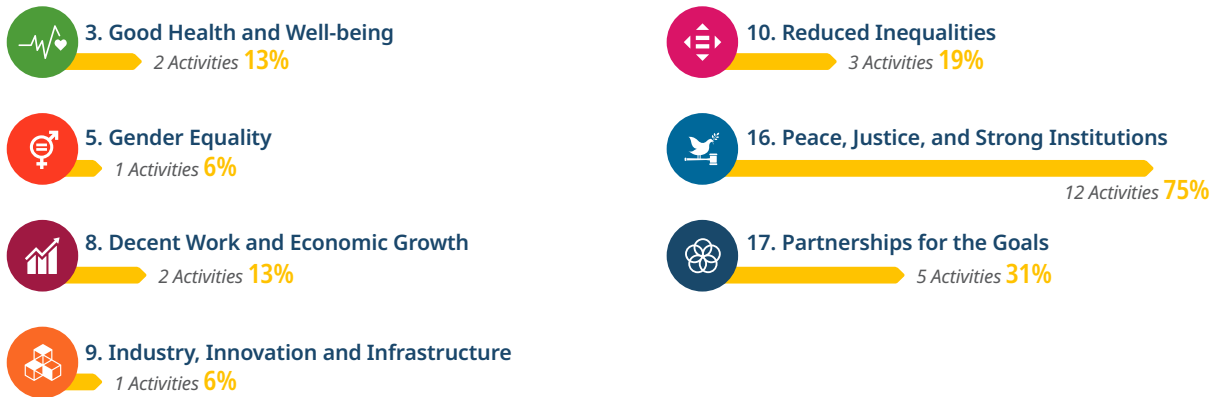 3. Good Health and Well-being
2 Activities 13%
5. Gender Equality
1 Activities 6%
8. Decent Work and Economic Growth
2 Activities 13%
9. Industry, Innovation and Infrastructure
1 Activities 6%
10. Reduced Inequalities
3 Activities 19%
16. Peace, Justice, and Strong Institutions
12 Activities 75%
17. Partnerships for the Goals
5 Activities 31%